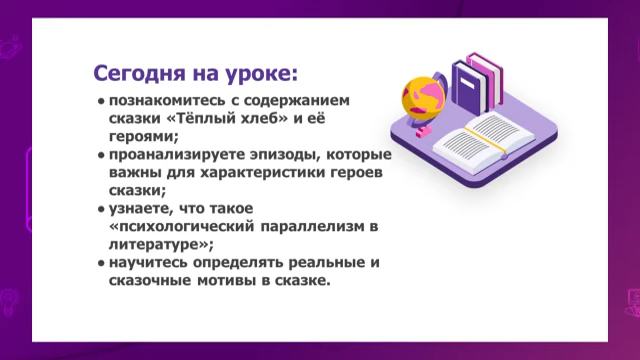 Сегодня на уроке:
● познакомитесь с содержанием
сказки «Тёплый хлеб» и её
героями;
● проанализируете эпизоды, которые
важны для характеристики героев
сказки;
● узнаете, что такое
«психологический параллелизм в
литературе»;
● научитесь определять реальные и
сказочные мотивы в сказке.